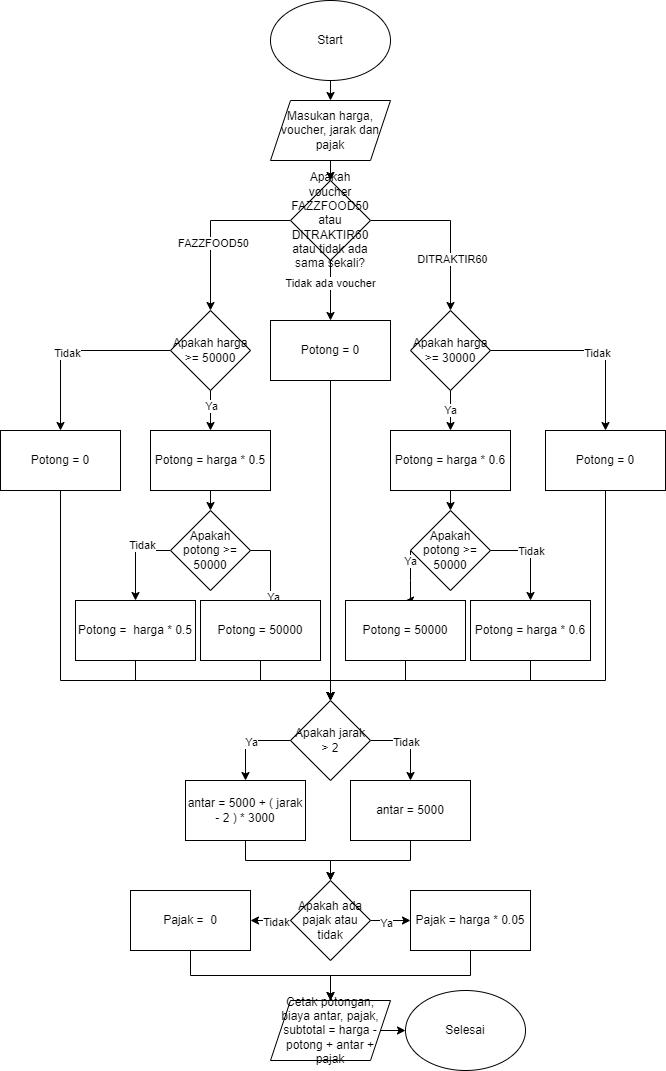 Start
Masukan harga,
voucher, jarak dan
pajak
Apakah
voucher
FAZZFOOD50
atau
DITRAKTIR60
atau tidak ada
sama sekali?
FAZZFOOD50
DITRAKTIR60
Tidak ada voucher
Apakah harga
>= 50000
Potong = 0
Apakah harga
>= 30000
Tidak
Tidak
Ya
Ya
Potong = 0
Potong = harga * 0.5
Potong = harga * 0.6
Potong = 0
Apakah
potong >=
50000
Apakah
potong >=
50000
Tidak
Ya
Ya
Tidak
Potong =  harga * 0.5
Potong = 50000
Potong = 50000
Potong = harga * 0.6
Apakah jarak
> 2
Ya
Tidak
antar = 5000 + ( jarak
- 2 ) * 3000
antar = 5000
Apakah ada
pajak atau
tidak
Pajak =  0
Tidak
Ya
Pajak = harga * 0.05
Cetak potongan,
biaya antar, pajak,
subtotal = harga -
potong + antar +
pajak
Selesai